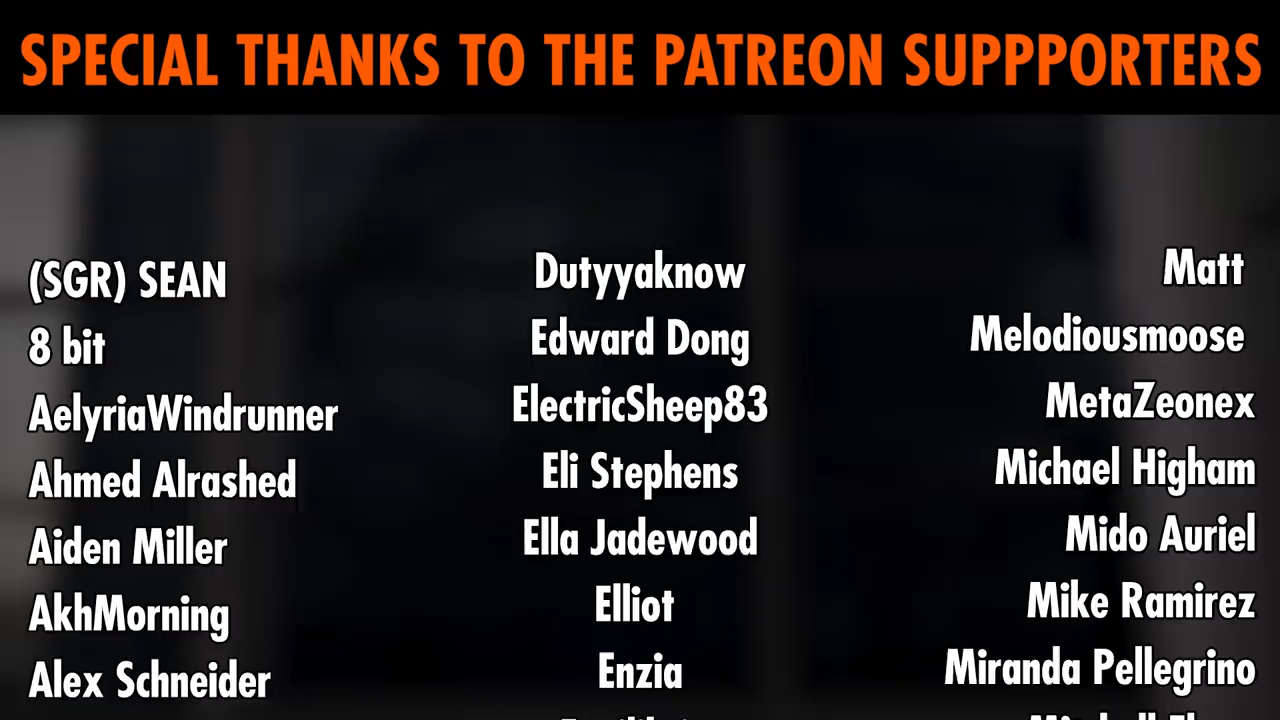 SPECIAL THANKS TO THE PATREON SUPPPORTERS
(SGR) SEAN
8 bit
AelyriaWindrunner
Ahmed Alrashed
Aiden Miller
AkhMorning
Alex Schneider
Dutyyaknow
Edward Dong
ElectricSheep83
Eli Stephens
Ella Jadewood
Elliot
Enzia
Matt
Melodiousmoose
MetaZeonex
Michael Higham
Mido Auriel
Mike Ramirez
Miranda Pellegrino